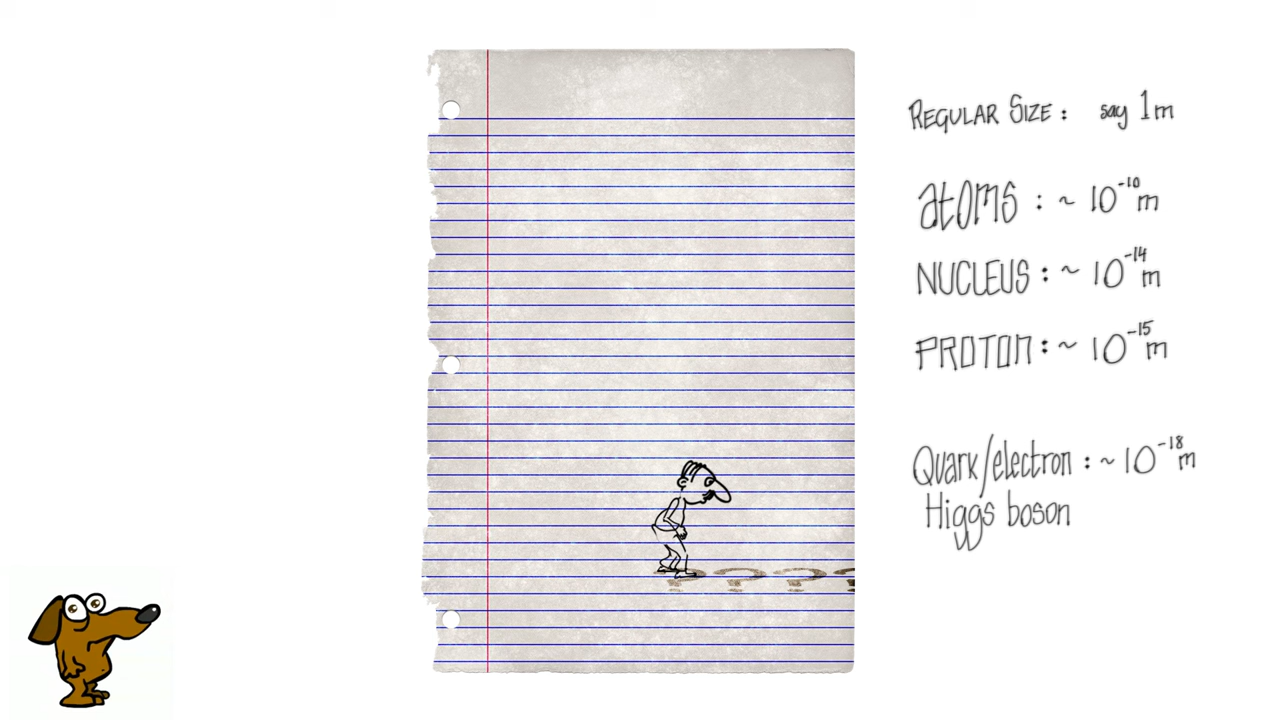 REGULAR SIZE : say 1m
atoms : ~ 10⁻¹⁰m
NUCLEUS : ~ 10⁻¹⁴m
PROTON : ~ 10⁻¹⁵m
Quark/electron : ~ 10⁻¹⁸m
Higgs boson
? ? ? ?